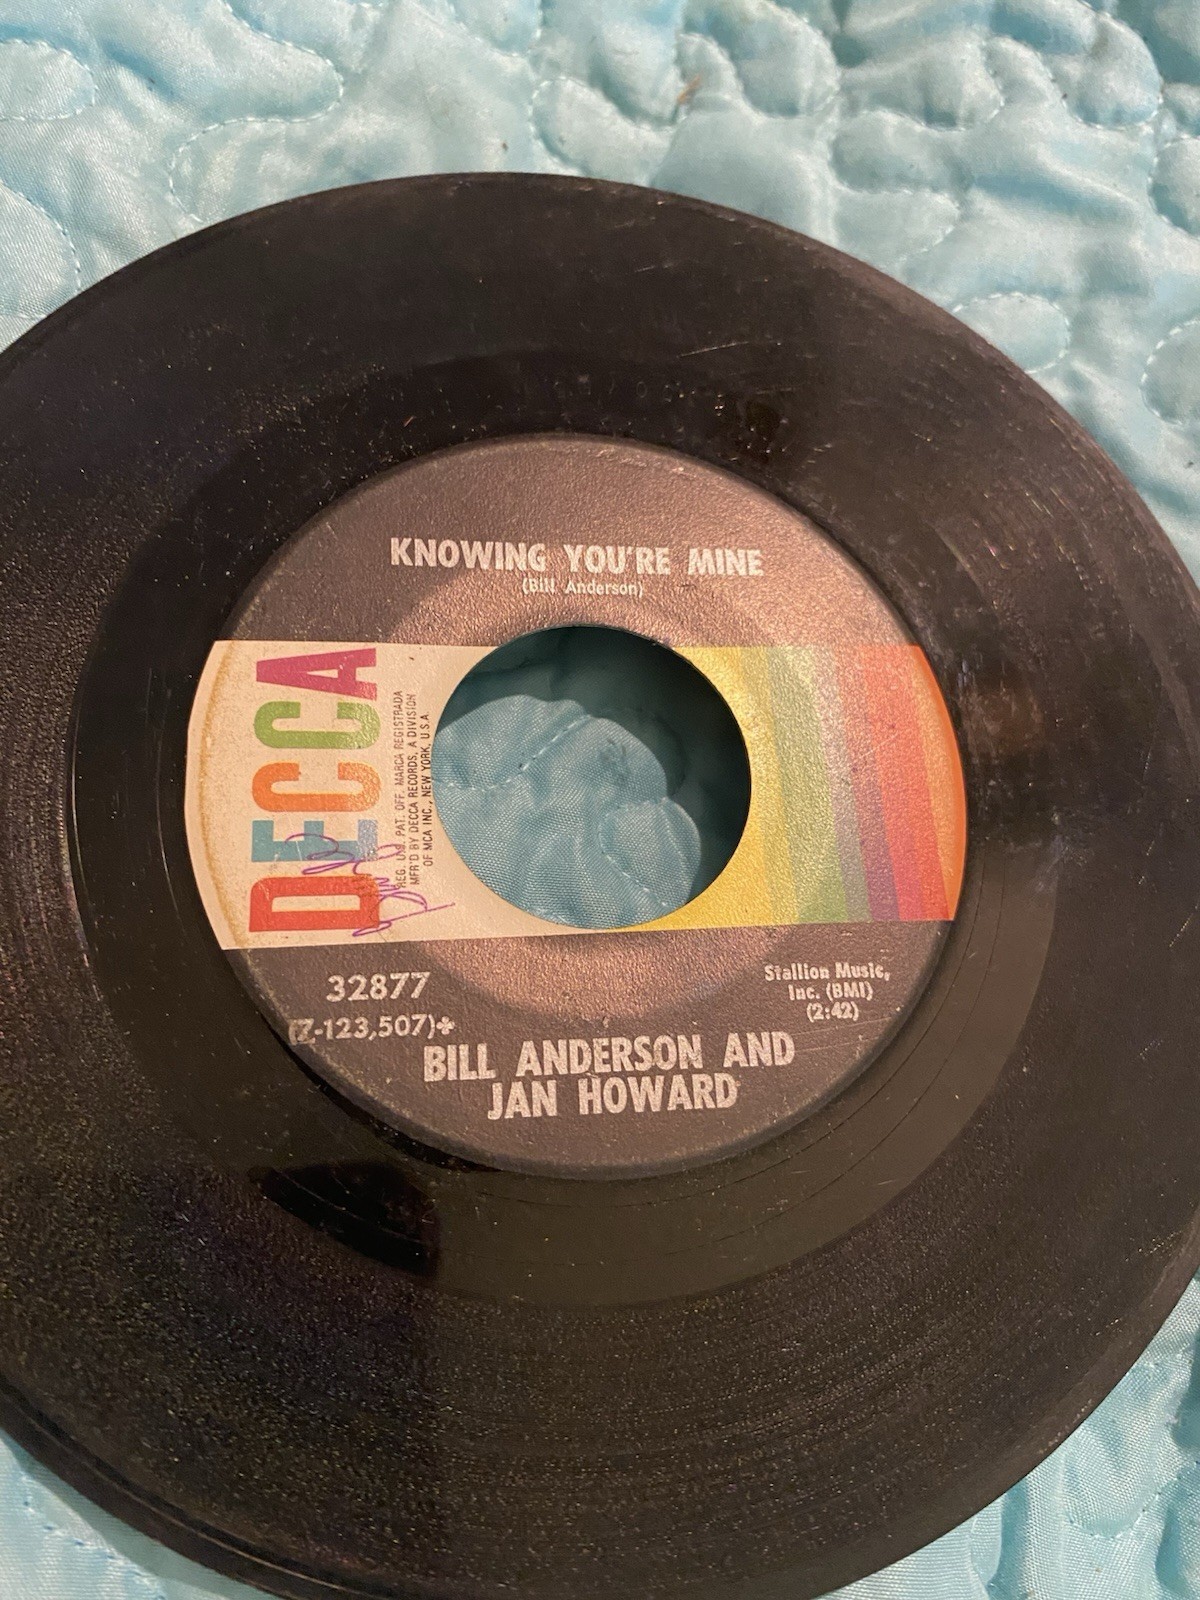 KNOWING YOU'RE MINE
(Bill Anderson)
DECCA
REG. U.S. PAT. OFF. MARCA REGISTRADA
MFR'D BY DECCA RECORDS, A DIVISION
OF MCA INC., NEW YORK, U.S.A.
32877
(Z-123,507)✤
Stallion Music,
Inc. (BMI)
(2:42)
BILL ANDERSON AND
JAN HOWARD